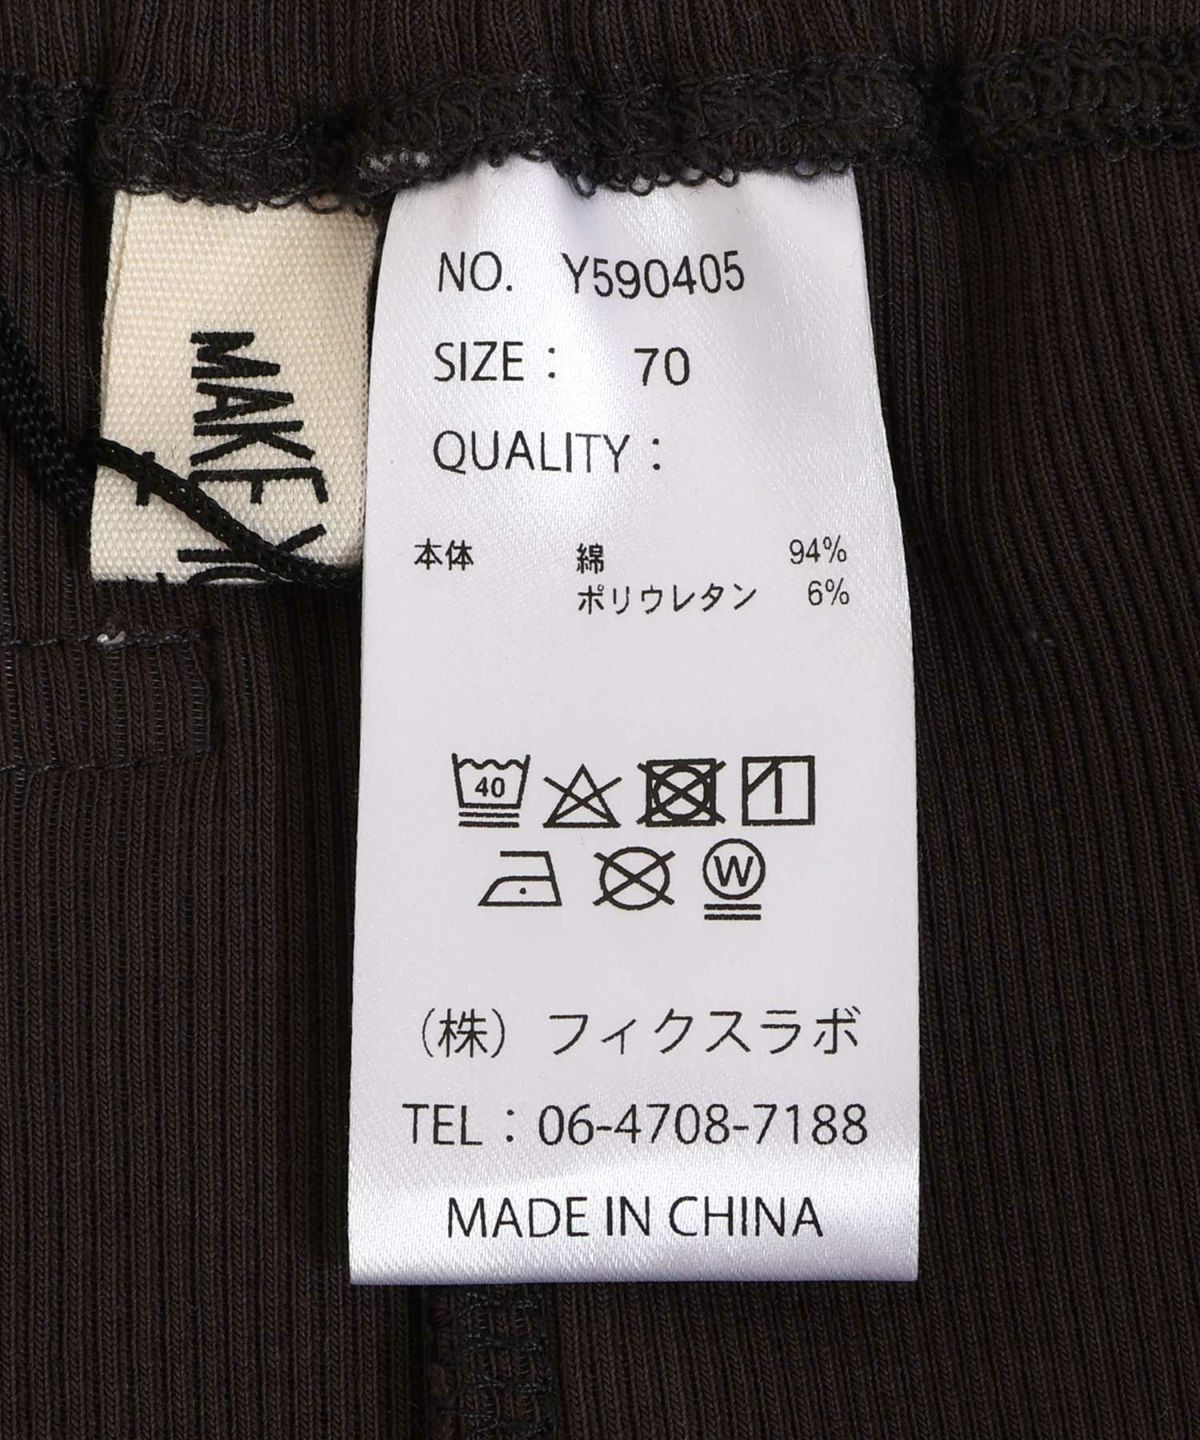 NO. Y590405
SIZE： 70
QUALITY：
本体 綿 94%
ポリウレタン 6%
40
W
（株）フィクスラボ
TEL：06-4708-7188
MADE IN CHINA
MAKE